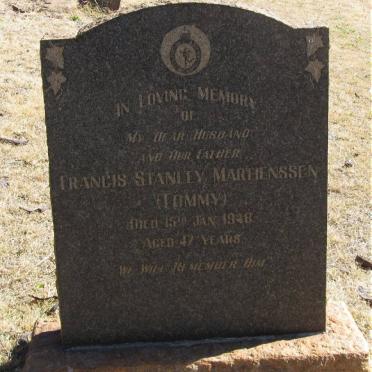 IN LOVING MEMORY
OF
MY DEAR HUSBAND
AND OUR FATHER
FRANCIS STANLEY MARTHENSSEN
(TOMMY)
DIED 15TH JAN 1948
AGED 47 YEARS
WE WILL REMEMBER HIM